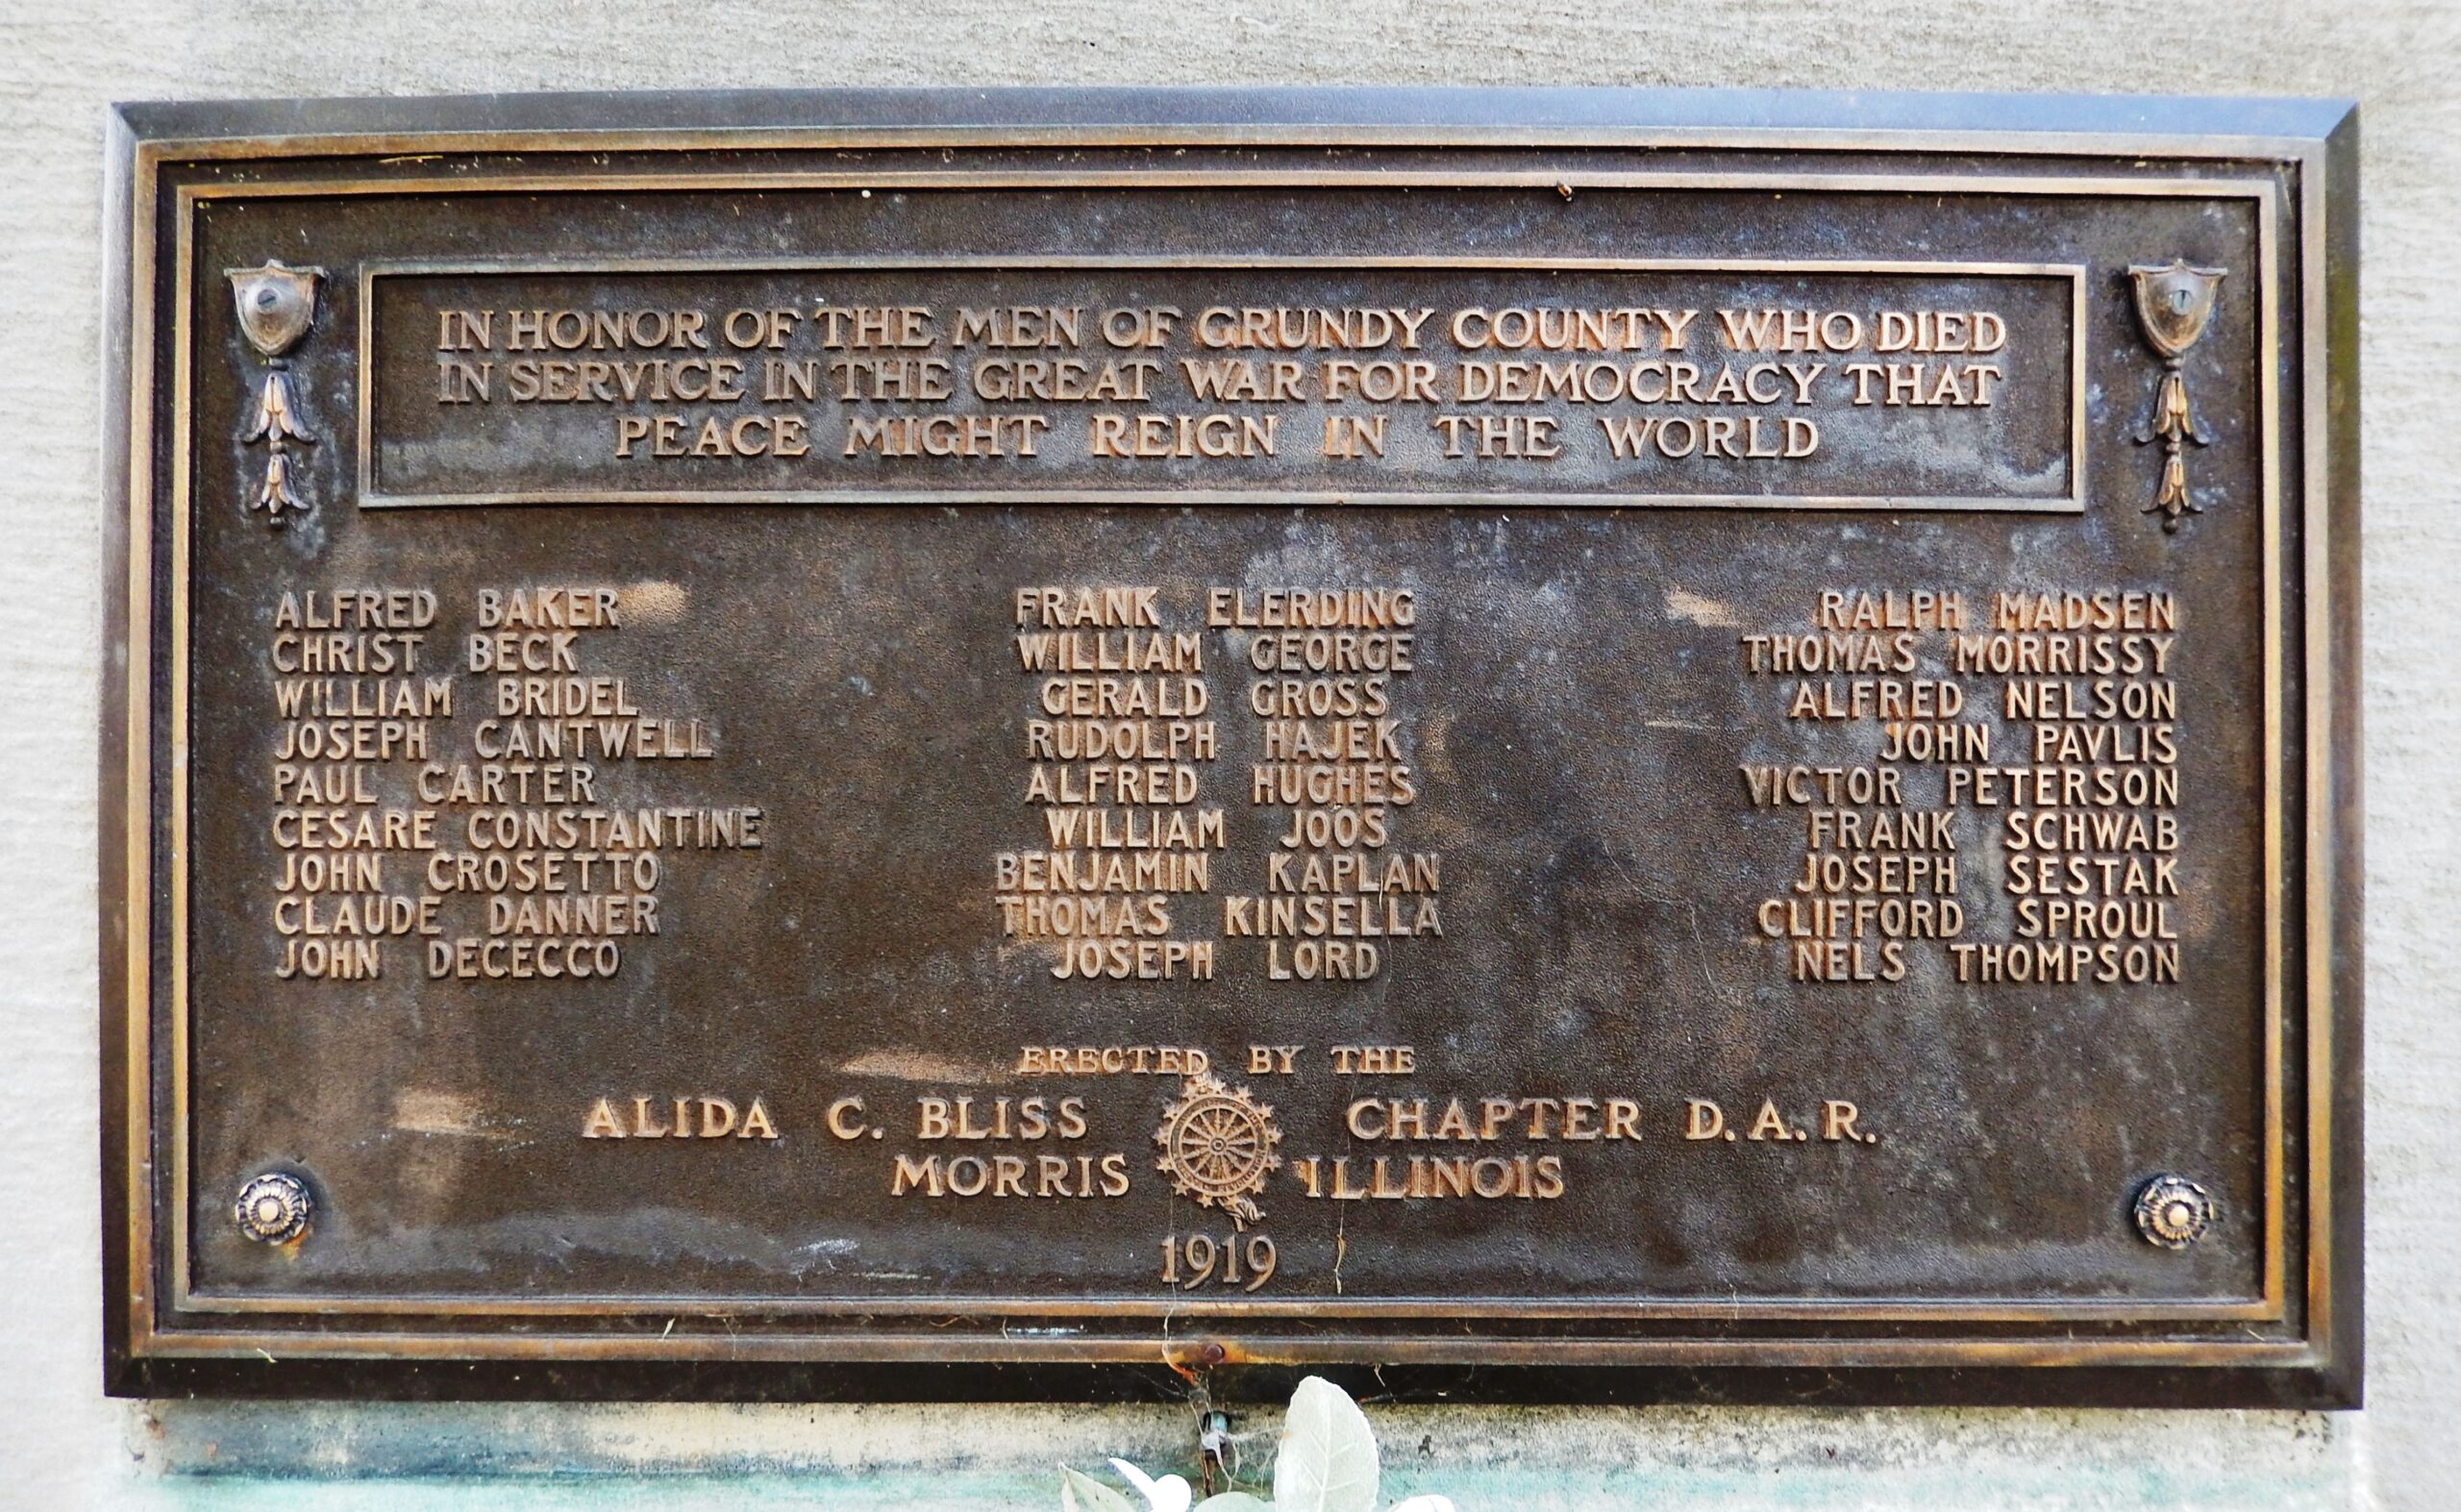 IN HONOR OF THE MEN OF GRUNDY COUNTY WHO DIED
IN SERVICE IN THE GREAT WAR FOR DEMOCRACY THAT
PEACE MIGHT REIGN IN THE WORLD
ALFRED BAKER
CHRIST BECK
WILLIAM BRIDEL
JOSEPH CANTWELL
PAUL CARTER
CESARE CONSTANTINE
JOHN CROSETTO
CLAUDE DANNER
JOHN DECECCO
FRANK ELERDING
WILLIAM GEORGE
GERALD GROSS
RUDOLPH HAJEK
ALFRED HUGHES
WILLIAM JOOS
BENJAMIN KAPLAN
THOMAS KINSELLA
JOSEPH LORD
RALPH MADSEN
THOMAS MORRISSY
ALFRED NELSON
JOHN PAVLIS
VICTOR PETERSON
FRANK SCHWAB
JOSEPH SESTAK
CLIFFORD SPROUL
NELS THOMPSON
ERECTED BY THE
ALIDA C. BLISS CHAPTER D.A.R.
MORRIS ILLINOIS
1919